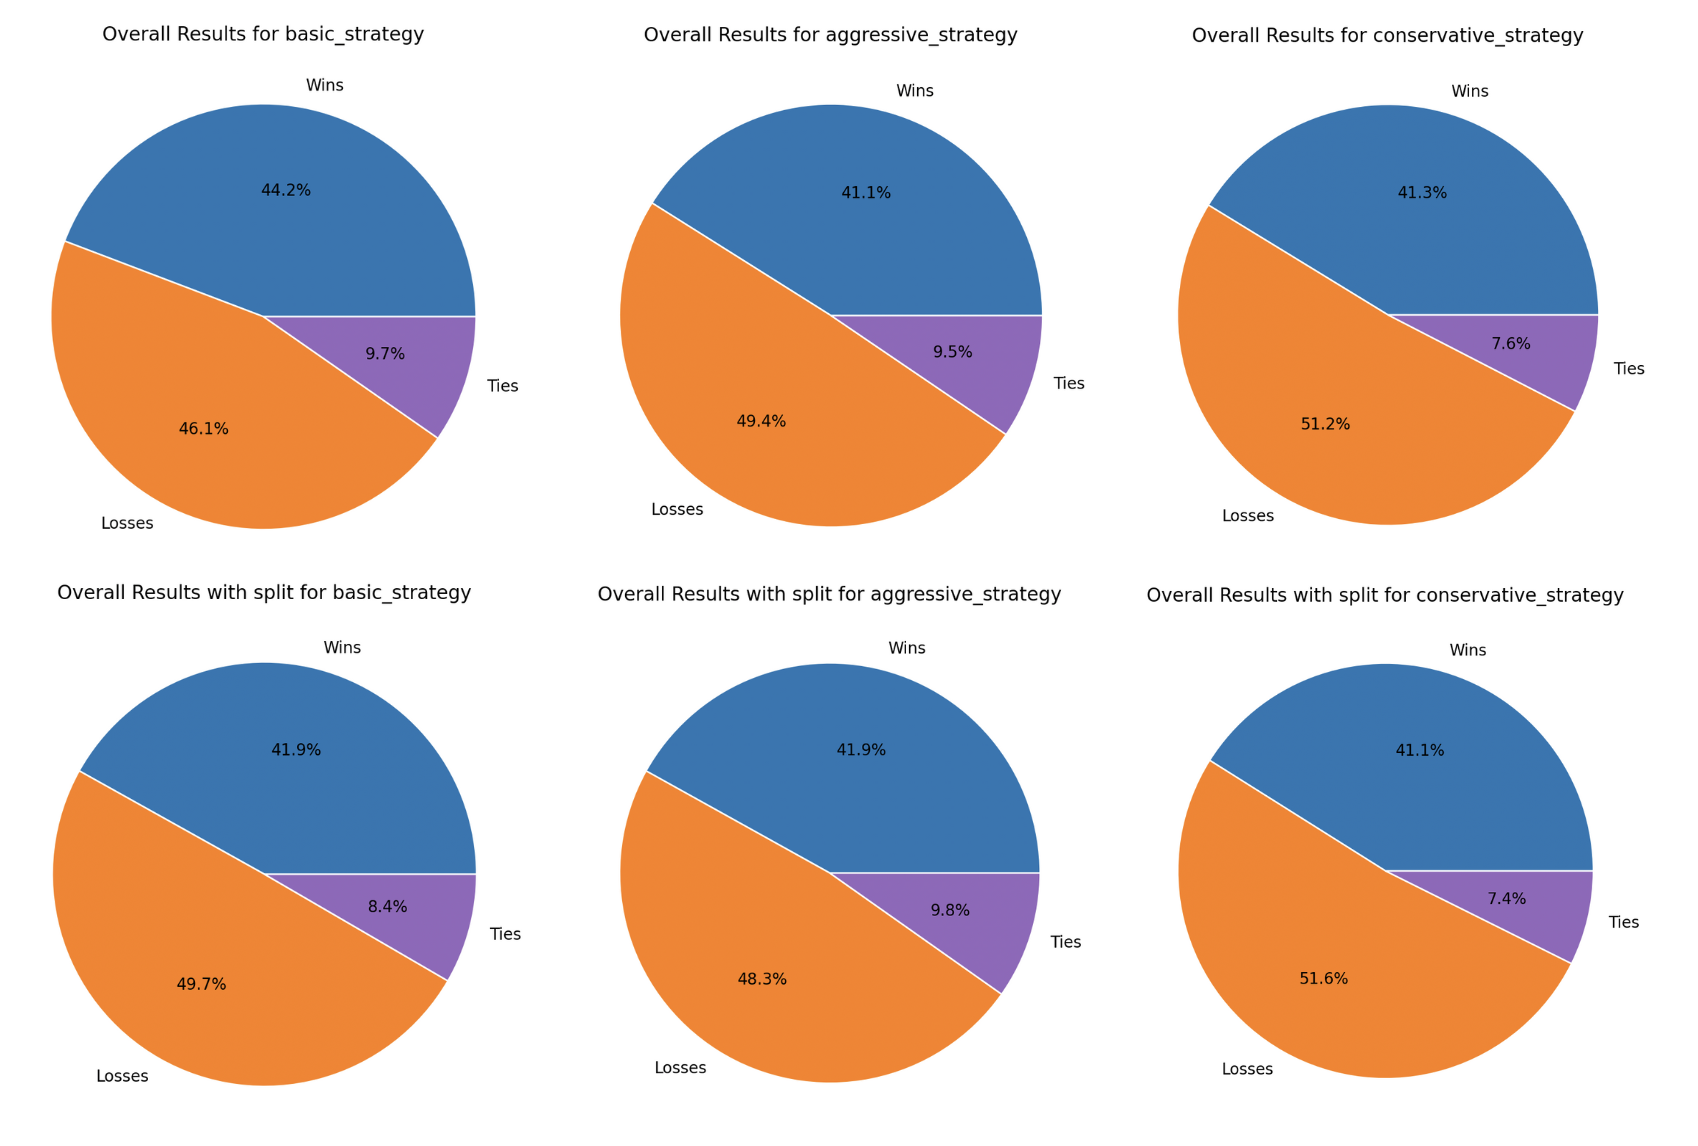 Overall Results for basic_strategy
Wins
44.2%
9.7%
Ties
46.1%
Losses
Overall Results for aggressive_strategy
Wins
41.1%
9.5%
Ties
49.4%
Losses
Overall Results for conservative_strategy
Wins
41.3%
7.6%
Ties
51.2%
Losses
Overall Results with split for basic_strategy
Wins
41.9%
8.4%
Ties
49.7%
Losses
Overall Results with split for aggressive_strategy
Wins
41.9%
9.8%
Ties
48.3%
Losses
Overall Results with split for conservative_strategy
Wins
41.1%
7.4%
Ties
51.6%
Losses